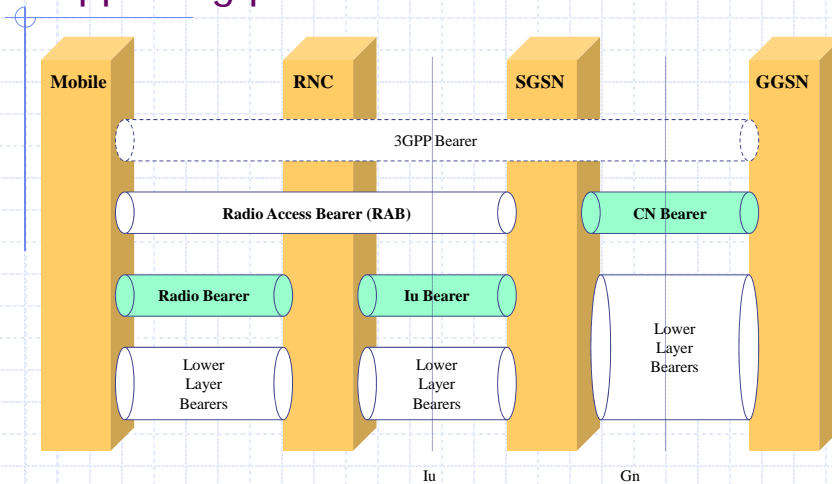 Mobile
RNC
SGSN
GGSN
3GPP Bearer
Radio Access Bearer (RAB)
CN Bearer
Radio Bearer
Iu Bearer
Lower
Layer
Bearers
Lower
Layer
Bearers
Lower
Layer
Bearers
Iu
Gn